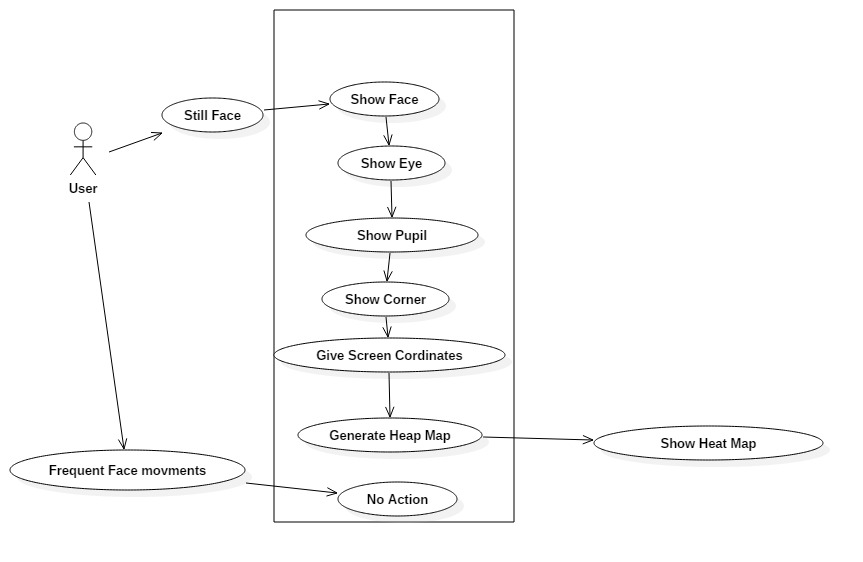 Show Face
Still Face
Show Eye
User
Show Pupil
Show Corner
Give Screen Cordinates
Generate Heap Map
Show Heat Map
Frequent Face movments
No Action